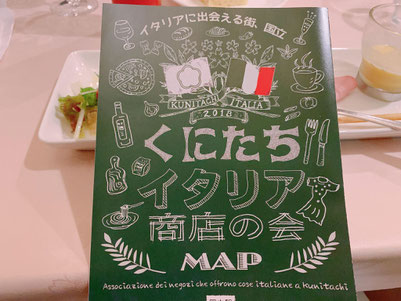 イタリアに出会える街、国立
KUNITACHI ITALIA
2018
くにたち
イタリア
商店の会
MAP
Associazione dei negozi che offrono cose italiane a Kunitachi